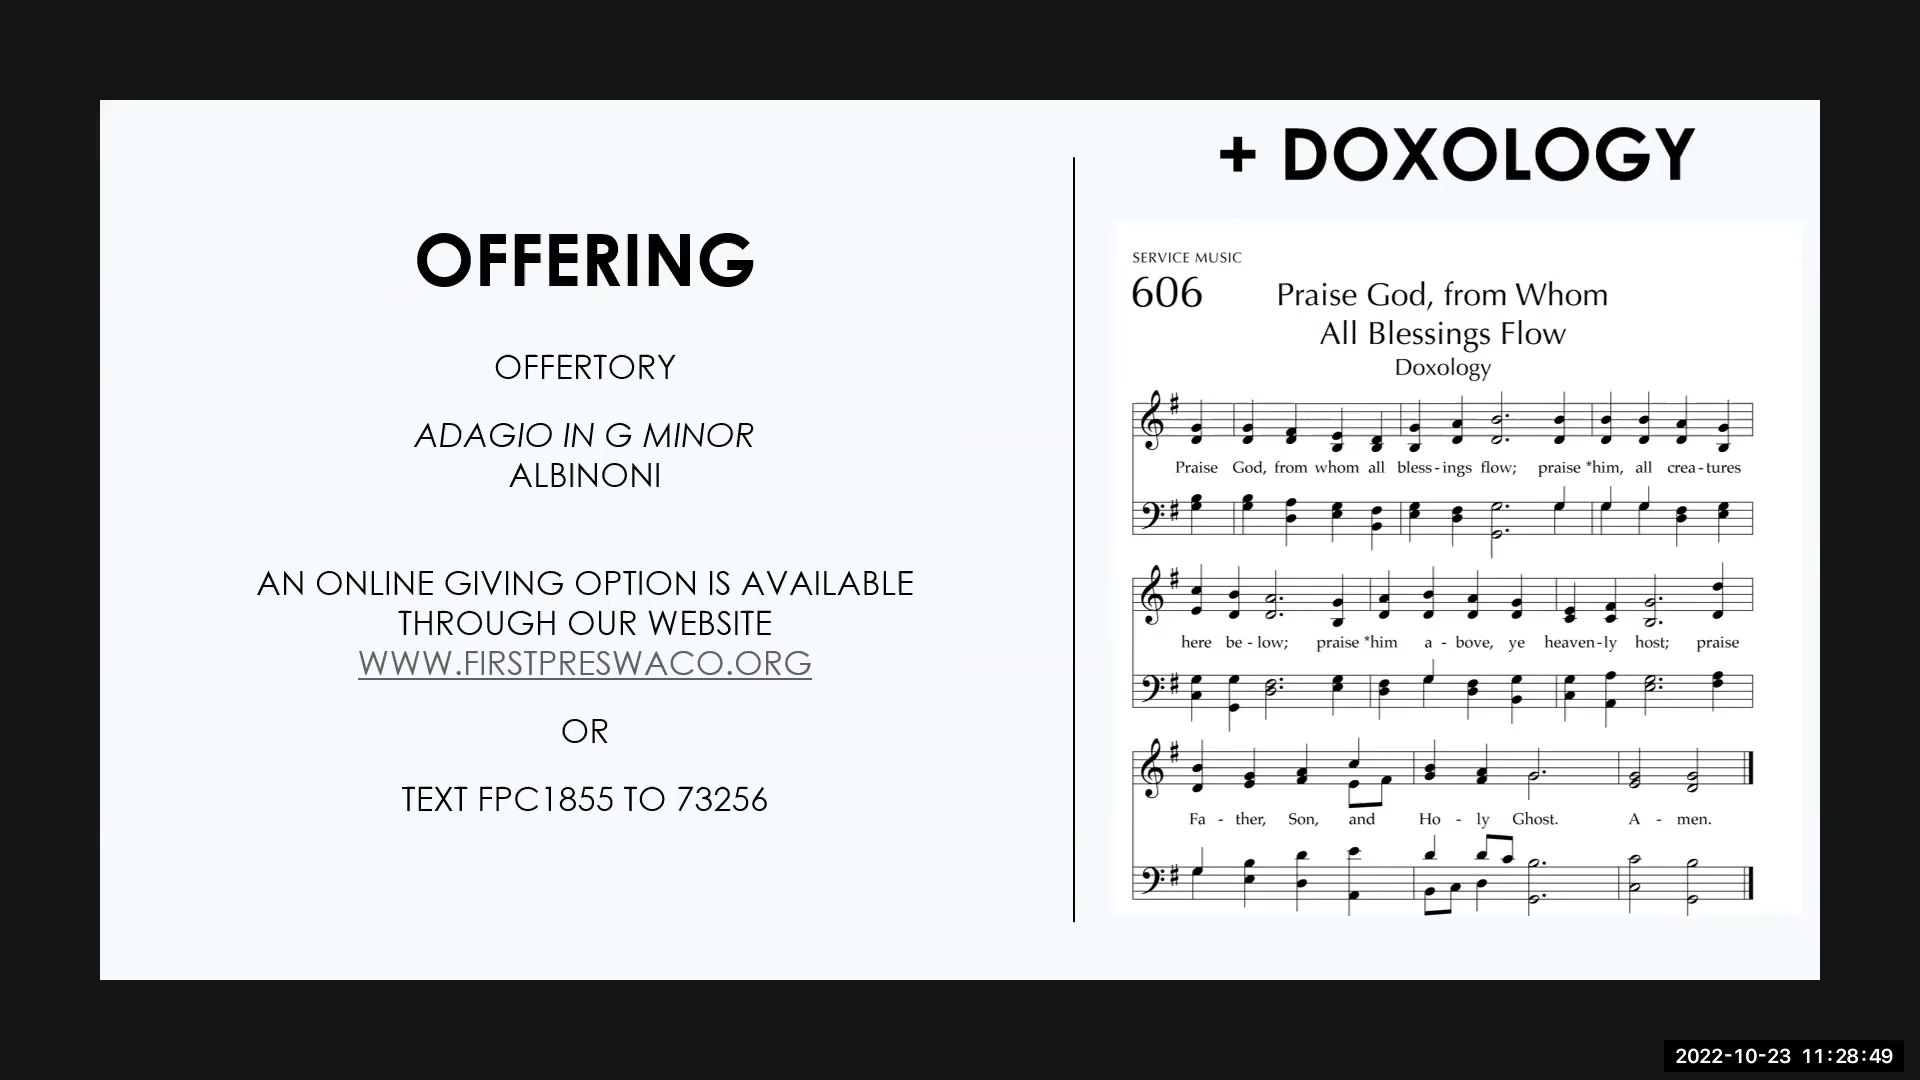 OFFERING
OFFERTORY
ADAGIO IN G MINOR
ALBINONI
AN ONLINE GIVING OPTION IS AVAILABLE
THROUGH OUR WEBSITE
WWW.FIRSTPRESWACO.ORG
OR
TEXT FPC1855 TO 73256
+ DOXOLOGY
SERVICE MUSIC
606
Praise God, from Whom
All Blessings Flow
Doxology
Praise God, from whom all bless - ings flow; praise *him, all crea - tures
here be - low; praise *him a - bove, ye heaven - ly host; praise
Fa - ther, Son, and Ho - ly Ghost. A - men.
2022-10-23 11:28:49